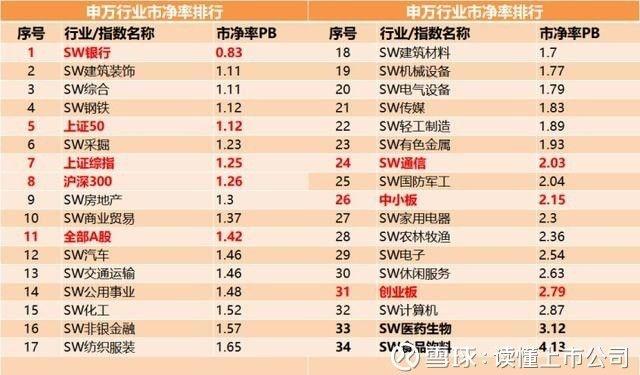 申万行业市净率排行
序号 行业/指数名称 市净率PB
1 SW银行 0.83
2 SW建筑装饰 1.11
3 SW综合 1.11
4 SW钢铁 1.12
5 上证50 1.12
6 SW采掘 1.23
7 上证综指 1.25
8 沪深300 1.26
9 SW房地产 1.3
10 SW商业贸易 1.37
11 全部A股 1.42
12 SW汽车 1.46
13 SW交通运输 1.46
14 SW公用事业 1.48
15 SW化工 1.52
16 SW非银金融 1.57
17 SW纺织服装 1.65
申万行业市净率排行
序号 行业/指数名称 市净率PB
18 SW建筑材料 1.7
19 SW机械设备 1.77
20 SW电气设备 1.79
21 SW传媒 1.83
22 SW轻工制造 1.89
23 SW有色金属 1.93
24 SW通信 2.03
25 SW国防军工 2.04
26 中小板 2.15
27 SW家用电器 2.3
28 SW农林牧渔 2.36
29 SW电子 2.54
30 SW休闲服务 2.63
31 创业板 2.79
32 SW计算机 2.87
33 SW医药生物 3.12
34 SW食品饮料 4.13
雪球：读懂上市公司